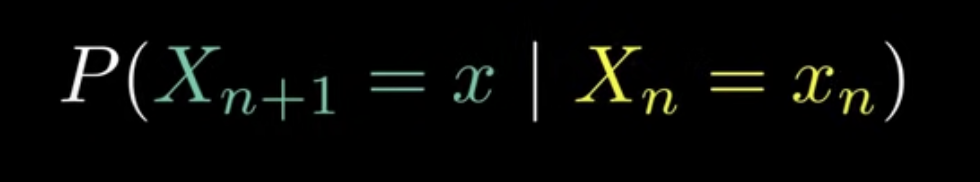 P(Xₙ₊₁ = x | Xₙ = xₙ)